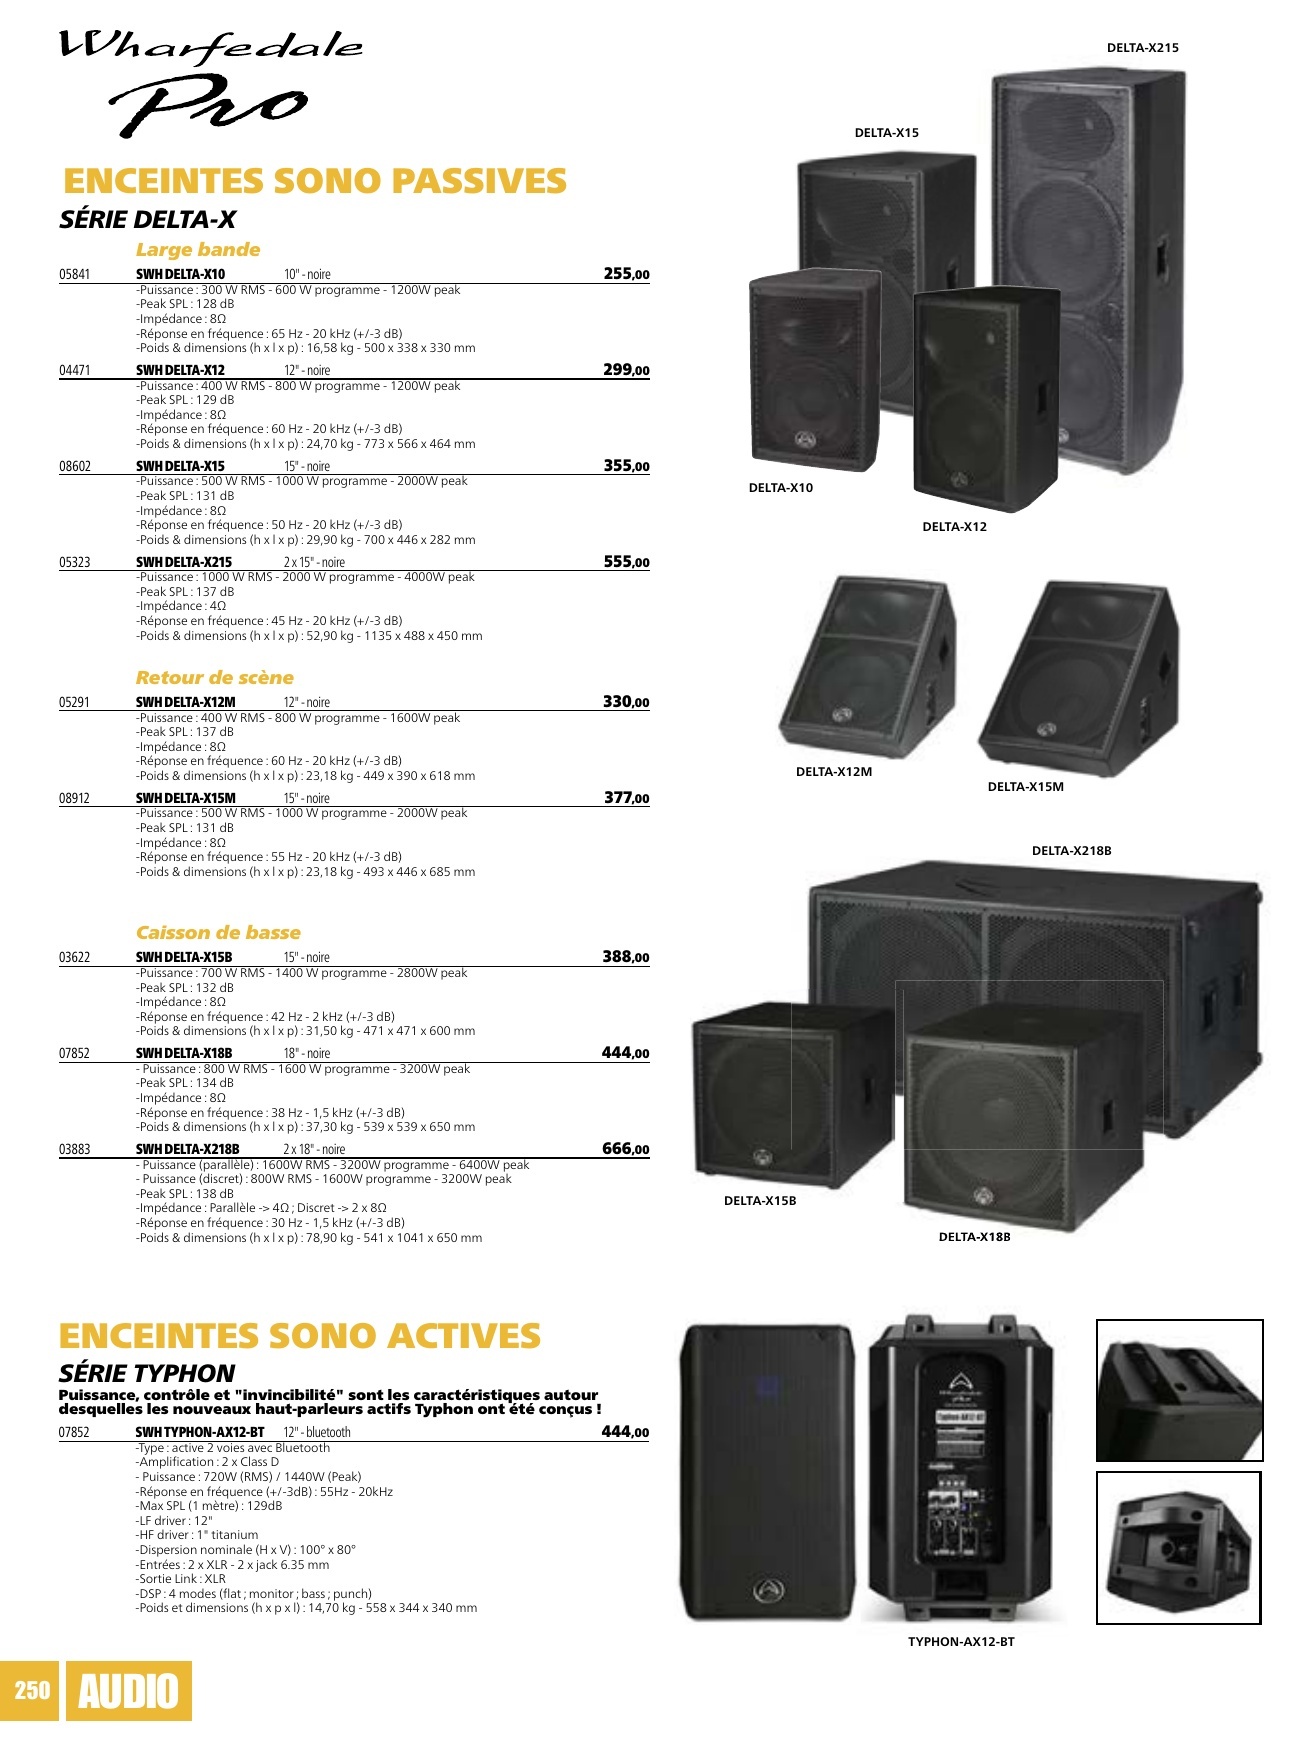 Wharfedale
Pro
ENCEINTES SONO PASSIVES
SÉRIE DELTA-X
Large bande
05841 SWH DELTA-X10 10" - noire 255,00
-Puissance : 300 W RMS - 600 W programme - 1200W peak
-Peak SPL : 128 dB
-Impédance : 8Ω
-Réponse en fréquence : 65 Hz - 20 kHz (+/-3 dB)
-Poids & dimensions (h x l x p) : 16,58 kg - 500 x 338 x 330 mm
04471 SWH DELTA-X12 12" - noire 299,00
-Puissance : 400 W RMS - 800 W programme - 1200W peak
-Peak SPL : 129 dB
-Impédance : 8Ω
-Réponse en fréquence : 60 Hz - 20 kHz (+/-3 dB)
-Poids & dimensions (h x l x p) : 24,70 kg - 773 x 566 x 464 mm
08602 SWH DELTA-X15 15" - noire 355,00
-Puissance : 500 W RMS - 1000 W programme - 2000W peak
-Peak SPL : 131 dB
-Impédance : 8Ω
-Réponse en fréquence : 50 Hz - 20 kHz (+/-3 dB)
-Poids & dimensions (h x l x p) : 29,90 kg - 700 x 446 x 282 mm
05323 SWH DELTA-X215 2 x 15" - noire 555,00
-Puissance : 1000 W RMS - 2000 W programme - 4000W peak
-Peak SPL : 137 dB
-Impédance : 4Ω
-Réponse en fréquence : 45 Hz - 20 kHz (+/-3 dB)
-Poids & dimensions (h x l x p) : 52,90 kg - 1135 x 488 x 450 mm
Retour de scène
05291 SWH DELTA-X12M 12" - noire 330,00
-Puissance : 400 W RMS - 800 W programme - 1600W peak
-Peak SPL : 137 dB
-Impédance : 8Ω
-Réponse en fréquence : 60 Hz - 20 kHz (+/-3 dB)
-Poids & dimensions (h x l x p) : 23,18 kg - 449 x 390 x 618 mm
08912 SWH DELTA-X15M 15" - noire 377,00
-Puissance : 500 W RMS - 1000 W programme - 2000W peak
-Peak SPL : 131 dB
-Impédance : 8Ω
-Réponse en fréquence : 55 Hz - 20 kHz (+/-3 dB)
-Poids & dimensions (h x l x p) : 23,18 kg - 493 x 446 x 685 mm
Caisson de basse
03622 SWH DELTA-X15B 15" - noire 388,00
-Puissance : 700 W RMS - 1400 W programme - 2800W peak
-Peak SPL : 132 dB
-Impédance : 8Ω
-Réponse en fréquence : 42 Hz - 2 kHz (+/-3 dB)
-Poids & dimensions (h x l x p) : 31,50 kg - 471 x 471 x 600 mm
07852 SWH DELTA-X18B 18" - noire 444,00
- Puissance : 800 W RMS - 1600 W programme - 3200W peak
-Peak SPL : 134 dB
-Impédance : 8Ω
-Réponse en fréquence : 38 Hz - 1,5 kHz (+/-3 dB)
-Poids & dimensions (h x l x p) : 37,30 kg - 539 x 539 x 650 mm
03883 SWH DELTA-X218B 2 x 18" - noire 666,00
- Puissance (parallèle) : 1600W RMS - 3200W programme - 6400W peak
- Puissance (discret) : 800W RMS - 1600W programme - 3200W peak
-Peak SPL : 138 dB
-Impédance : Parallèle -> 4Ω ; Discret -> 2 x 8Ω
-Réponse en fréquence : 30 Hz - 1,5 kHz (+/-3 dB)
-Poids & dimensions (h x l x p) : 78,90 kg - 541 x 1041 x 650 mm
ENCEINTES SONO ACTIVES
SÉRIE TYPHON
Puissance, contrôle et "invincibilité" sont les caractéristiques autour
desquelles les nouveaux haut-parleurs actifs Typhon ont été conçus !
07852 SWH TYPHON-AX12-BT 12" - bluetooth 444,00
-Type : active 2 voies avec Bluetooth
-Amplification : 2 x Class D
- Puissance : 720W (RMS) / 1440W (Peak)
-Réponse en fréquence (+/-3dB) : 55Hz - 20kHz
-Max SPL (1 mètre) : 129dB
-LF driver : 12"
-HF driver : 1" titanium
-Dispersion nominale (H x V) : 100° x 80°
-Entrées : 2 x XLR - 2 x jack 6.35 mm
-Sortie Link : XLR
-DSP : 4 modes (flat ; monitor ; bass ; punch)
-Poids et dimensions (h x p x l) : 14,70 kg - 558 x 344 x 340 mm
DELTA-X215
DELTA-X15
DELTA-X10
DELTA-X12
DELTA-X12M
DELTA-X15M
DELTA-X218B
DELTA-X15B
DELTA-X18B
Wharfedale
Pro
Typhon-AX12-BT
TYPHON-AX12-BT
250 AUDIO